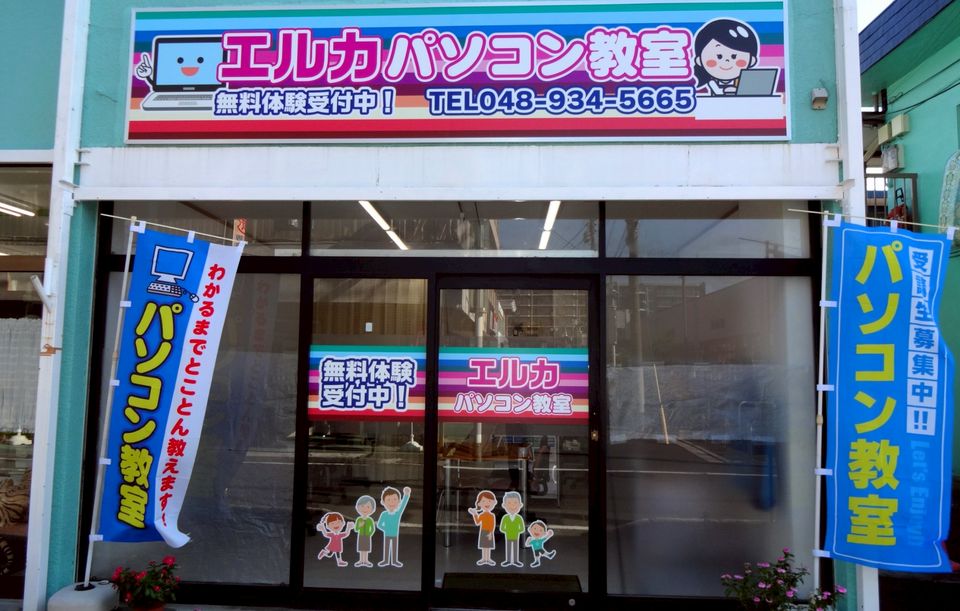 エルカパソコン教室
無料体験受付中！ TEL048-934-5665
わかるまでとことん教えます！
パソコン教室
無料体験
受付中！
エルカ
パソコン教室
受講生募集中!!
パソコン教室
Let's Enjoy